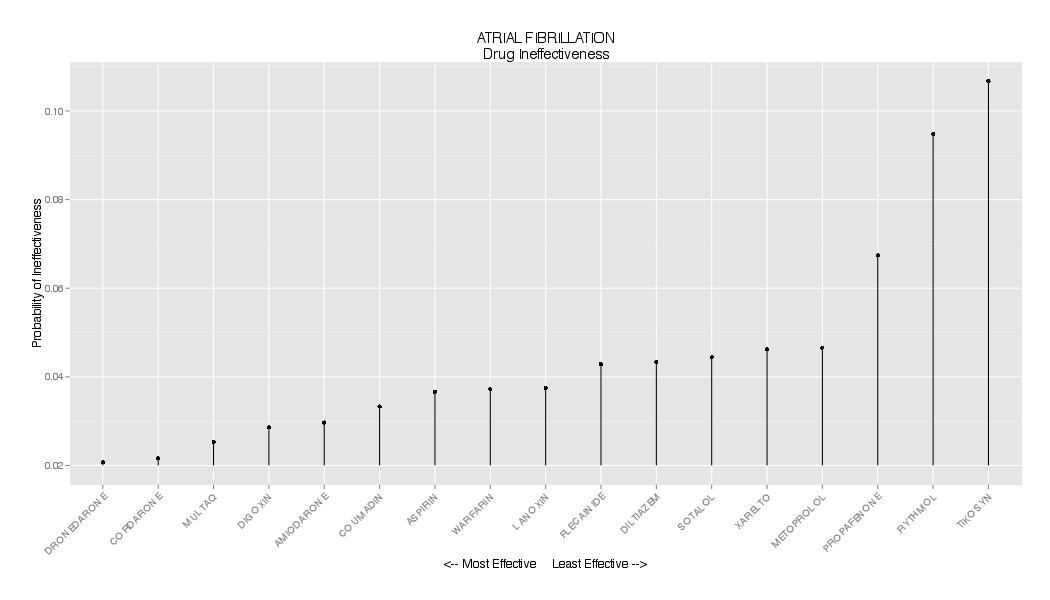 ATRIAL FIBRILLATION
Drug Ineffectiveness
Probability of Ineffectiveness
0.10
0.08
0.06
0.04
0.02
DRONEDARONE
CORDARONE
MULTAQ
DIGOXIN
AMIODARONE
COUMADIN
ASPIRIN
WARFARIN
LANOXIN
FLECAINIDE
DILTIAZEM
SOTALOL
XARELTO
METOPROLOL
PROPAFENONE
RYTHMOL
TIKOSYN
<-- Most Effective Least Effective -->